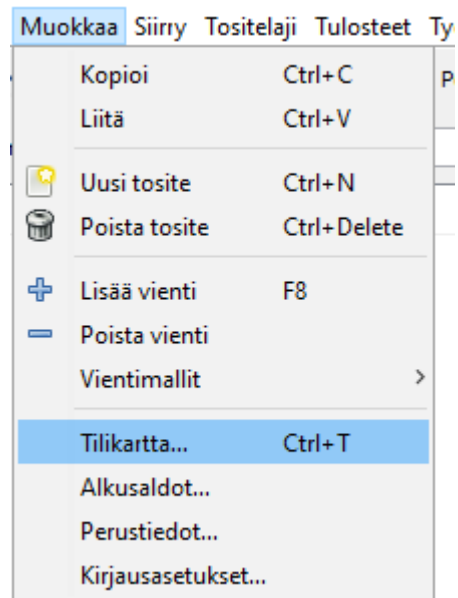 Muokkaa Siirry Tositelaji Tulosteet
Kopioi Ctrl+C
Liitä Ctrl+V
Uusi tosite Ctrl+N
Poista tosite Ctrl+Delete
Lisää vienti F8
Poista vienti
Vientimallit
Tilikartta... Ctrl+T
Alkusaldot...
Perustiedot...
Kirjausasetukset...